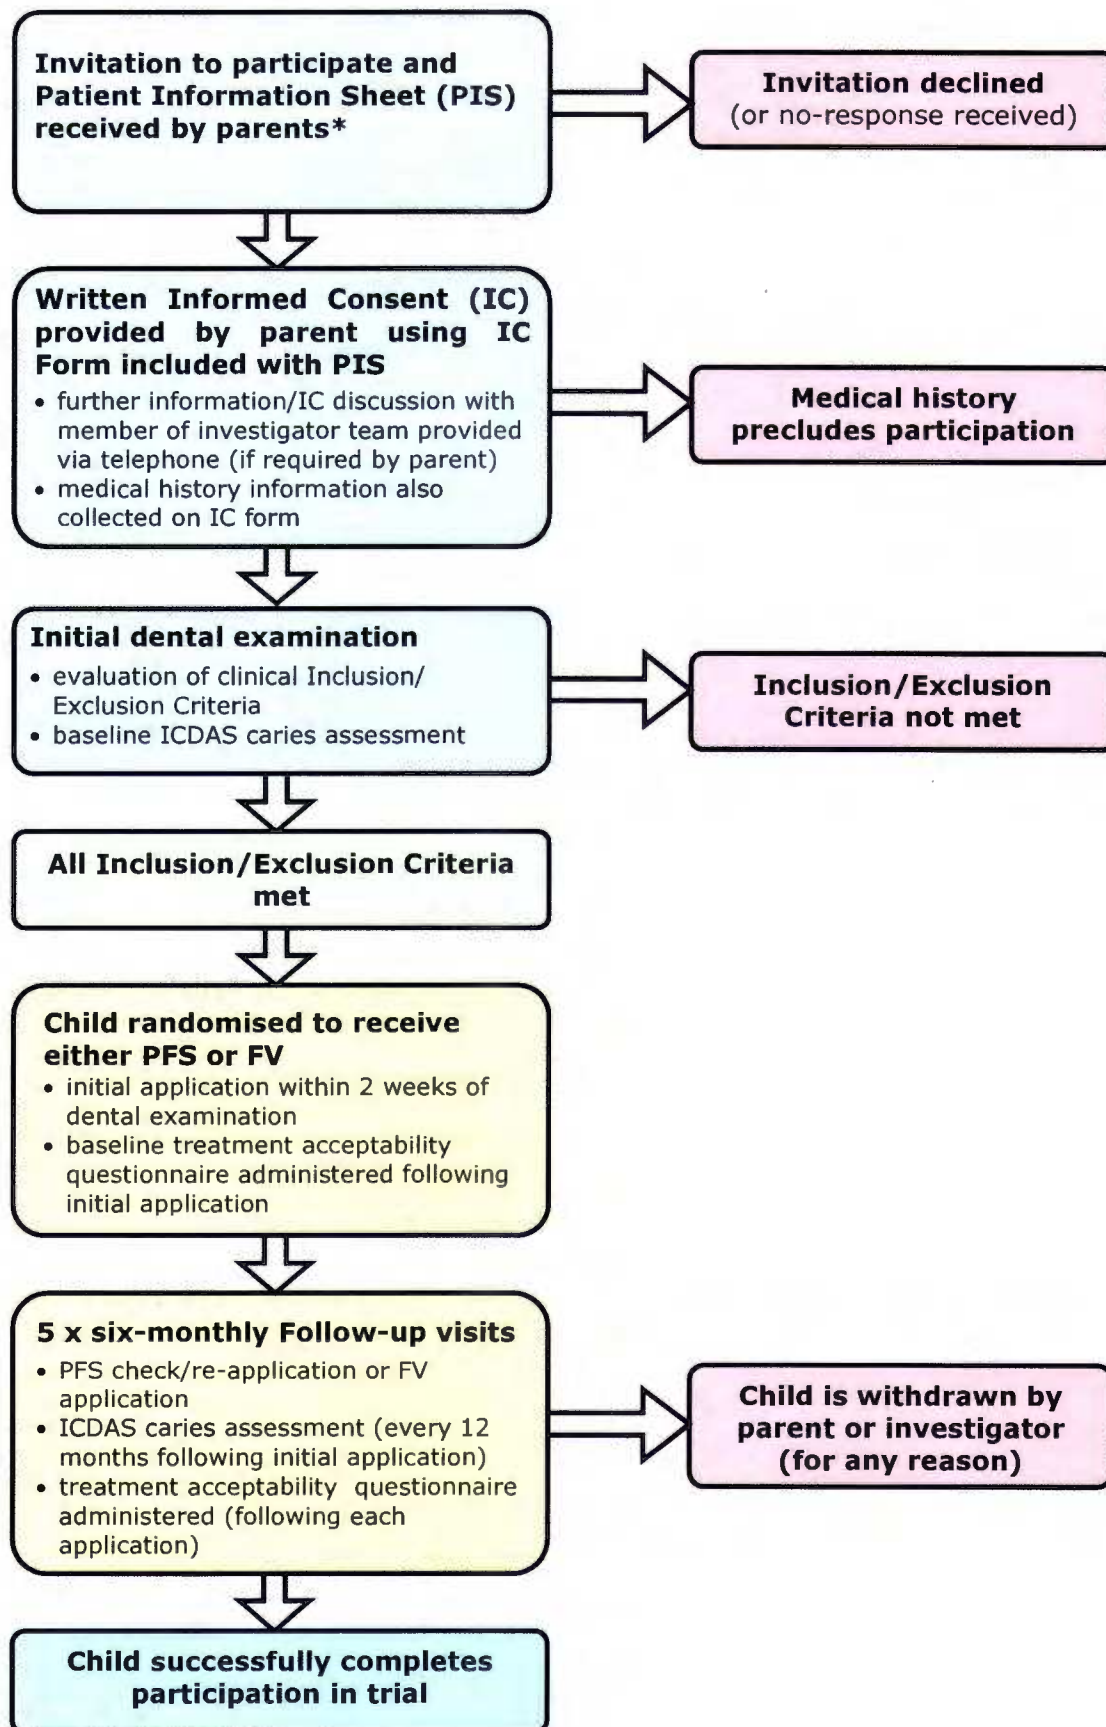 Invitation to participate and
Patient Information Sheet (PIS)
received by parents*
Invitation declined
(or no-response received)
Written Informed Consent (IC)
provided by parent using IC
Form included with PIS
• further information/IC discussion with
member of investigator team provided
via telephone (if required by parent)
• medical history information also
collected on IC form
Medical history
precludes participation
Initial dental examination
• evaluation of clinical Inclusion/
Exclusion Criteria
• baseline ICDAS caries assessment
Inclusion/Exclusion
Criteria not met
All Inclusion/Exclusion Criteria
met
Child randomised to receive
either PFS or FV
• initial application within 2 weeks of
dental examination
• baseline treatment acceptability
questionnaire administered following
initial application
5 x six-monthly Follow-up visits
• PFS check/re-application or FV
application
• ICDAS caries assessment (every 12
months following initial application)
• treatment acceptability questionnaire
administered (following each
application)
Child is withdrawn by
parent or investigator
(for any reason)
Child successfully completes
participation in trial